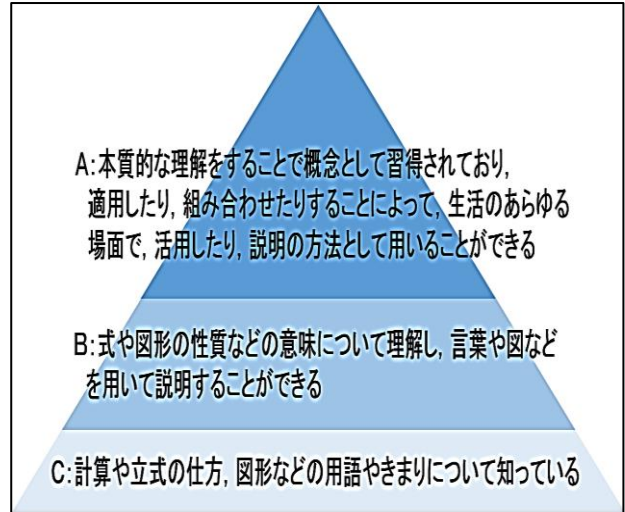 A:本質的な理解をすることで概念として習得されており,
適用したり, 組み合わせたりすることによって, 生活のあらゆる
場面で, 活用したり, 説明の方法として用いることができる
B:式や図形の性質などの意味について理解し, 言葉や図など
を用いて説明することができる
C:計算や立式の仕方, 図形などの用語やきまりについて知っている